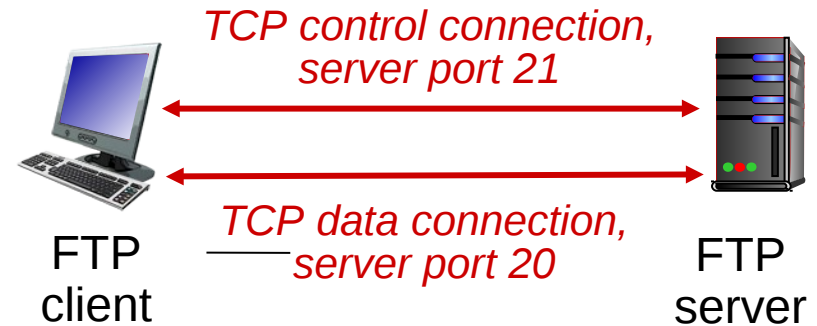 TCP control connection,
server port 21
TCP data connection,
server port 20
FTP
client
FTP
server